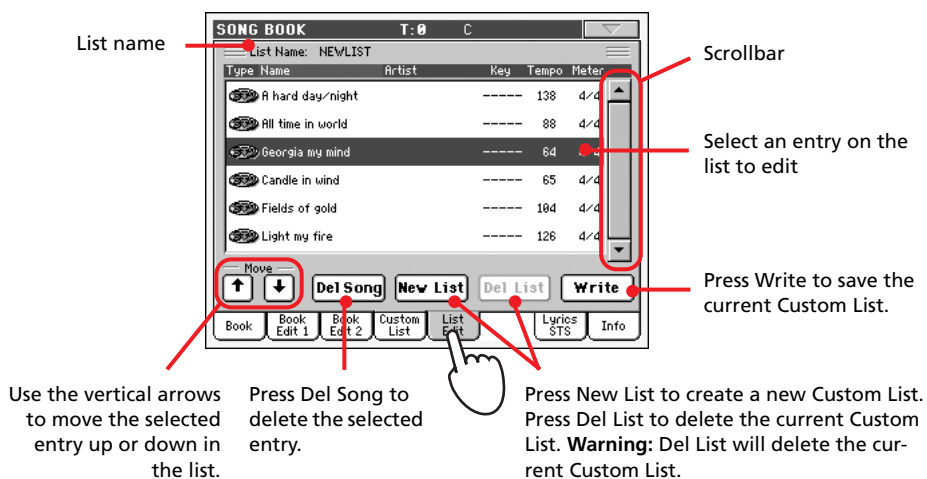 SONG BOOK T:0 C
List name
List Name: NEWLIST
Scrollbar
Type Name Artist Key Tempo Meter
A hard day/night ----- 138 4/4
All time in world ----- 88 4/4
Georgia my mind ----- 64 4/4
Select an entry on the
list to edit
Candle in wind ----- 65 4/4
Fields of gold ----- 104 4/4
Light my fire ----- 126 4/4
Move
Del Song New List Del List Write
Press Write to save the
current Custom List.
Book Book Edit 1 Book Edit 2 Custom List List Edit Lyrics STS Info
Use the vertical arrows
to move the selected
entry up or down in
the list.
Press Del Song to
delete the selected
entry.
Press New List to create a new Custom List.
Press Del List to delete the current Custom
List. Warning: Del List will delete the cur-
rent Custom List.